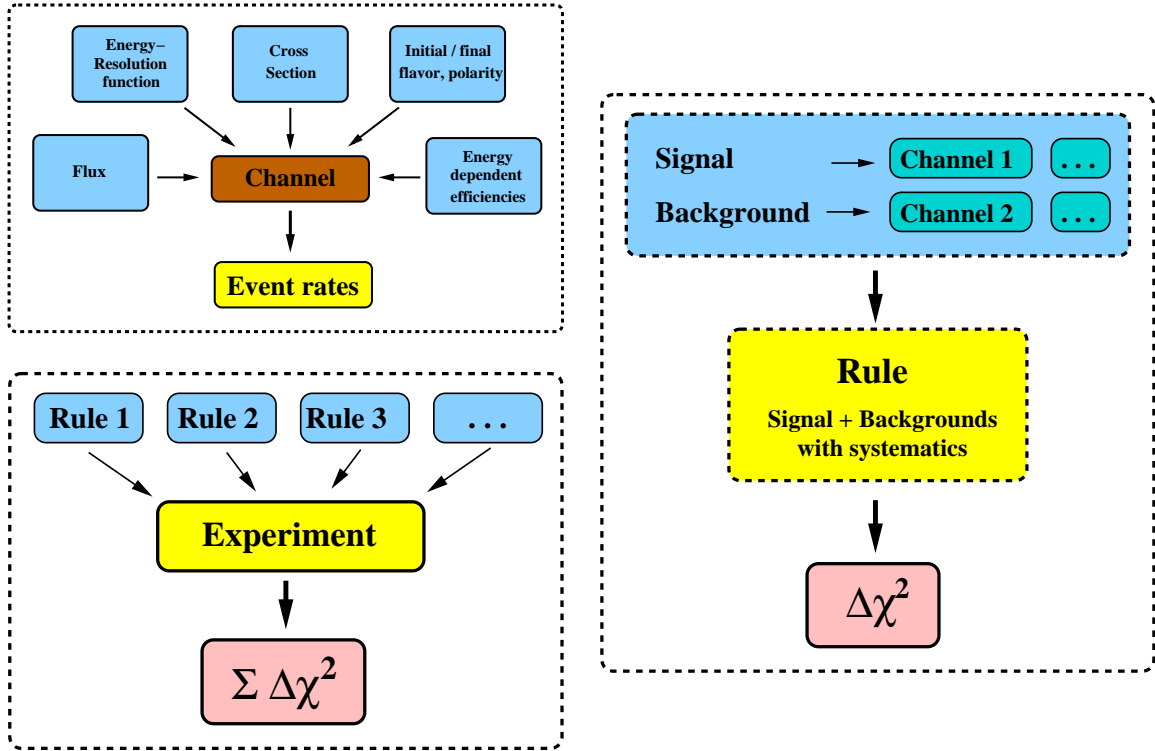 Energy−
Resolution
function
Cross
Section
Initial / final
flavor, polarity
Flux
Channel
Energy
dependent
efficiencies
Event rates
Rule 1
Rule 2
Rule 3
. . .
Experiment
Σ Δχ²
Signal
Channel 1
. . .
Background
Channel 2
. . .
Rule
Signal + Backgrounds
with systematics
Δχ²